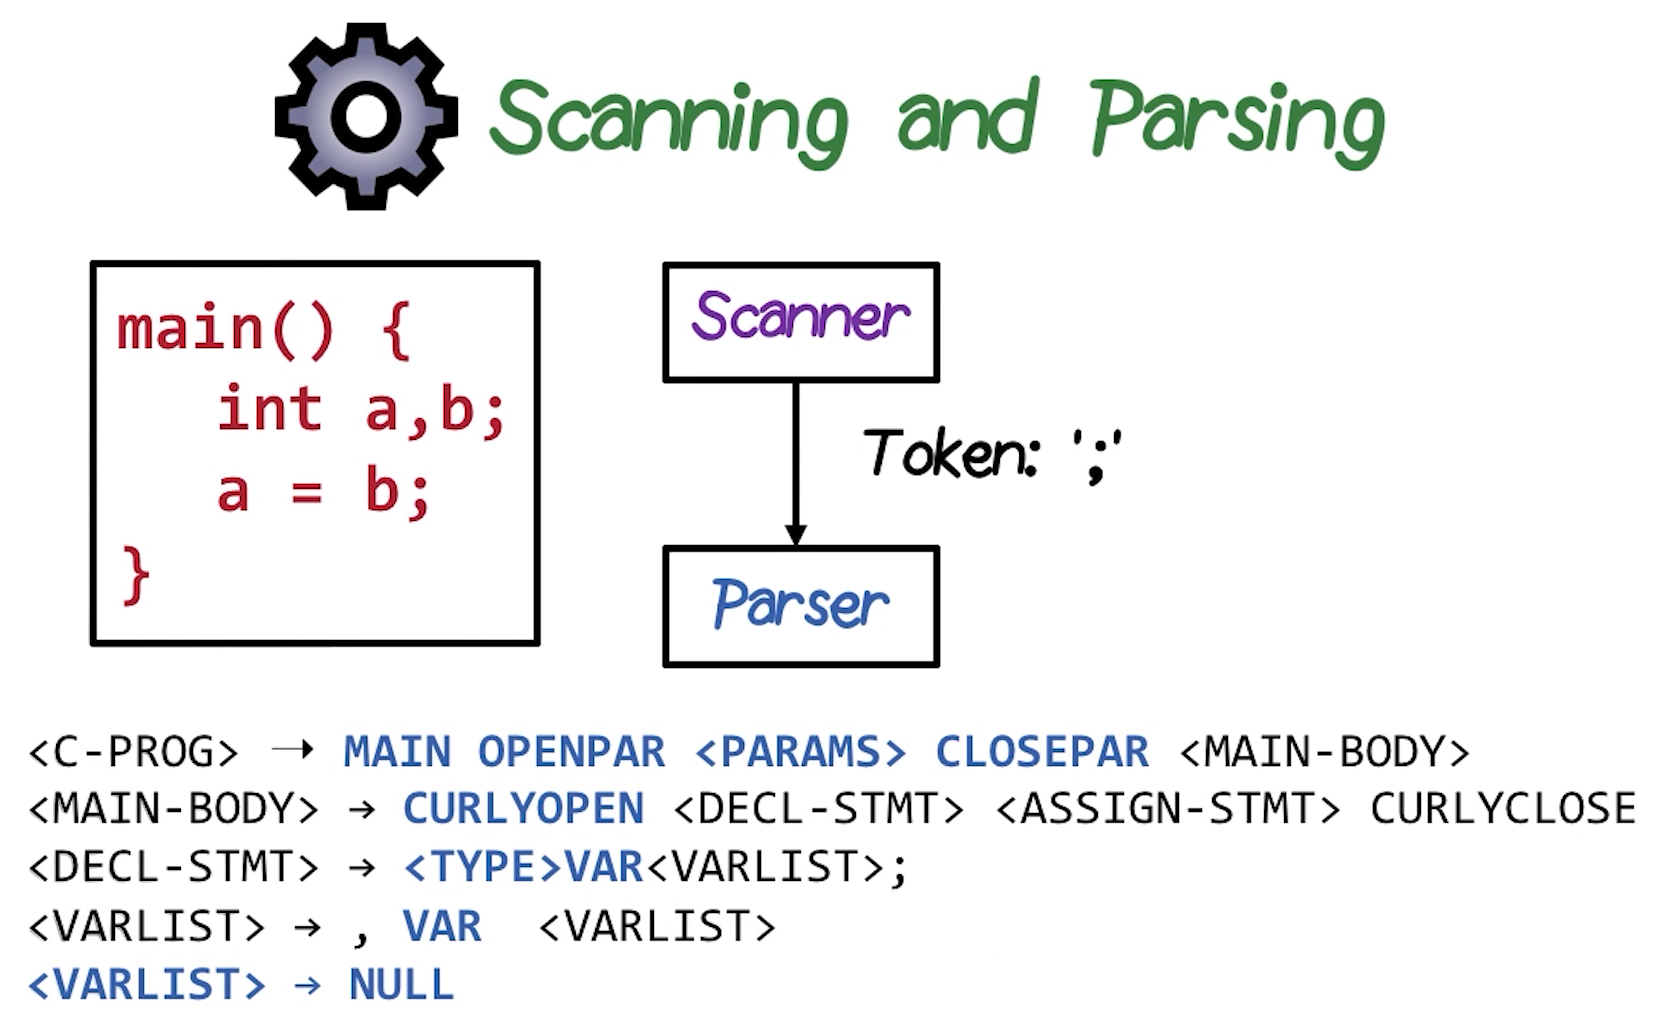 Scanning and Parsing
main() {
int a,b;
a = b;
}
Scanner
Token: ';'
Parser
<C-PROG> → MAIN OPENPAR <PARAMS> CLOSEPAR <MAIN-BODY>
<MAIN-BODY> → CURLYOPEN <DECL-STMT> <ASSIGN-STMT> CURLYCLOSE
<DECL-STMT> → <TYPE>VAR<VARLIST>;
<VARLIST> → , VAR <VARLIST>
<VARLIST> → NULL